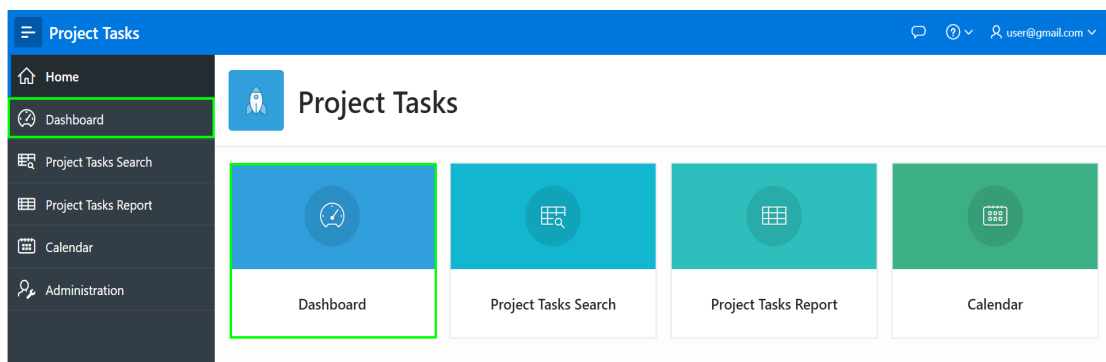 Project Tasks
user@gmail.com
Home
Dashboard
Project Tasks Search
Project Tasks Report
Calendar
Administration
Project Tasks
Dashboard
Project Tasks Search
Project Tasks Report
Calendar